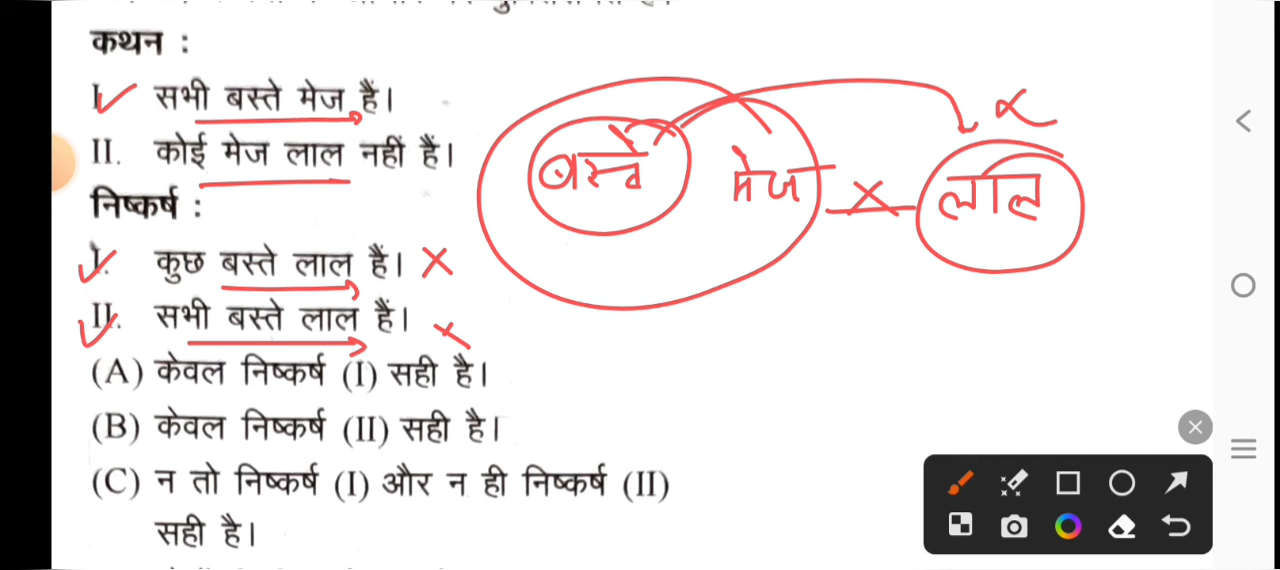 कथन :
I. सभी बस्ते मेज हैं।
II. कोई मेज लाल नहीं हैं।
निष्कर्ष :
I. कुछ बस्ते लाल हैं।
II. सभी बस्ते लाल हैं।
(A) केवल निष्कर्ष (I) सही है।
(B) केवल निष्कर्ष (II) सही है।
(C) न तो निष्कर्ष (I) और न ही निष्कर्ष (II)
सही है।
बस्ते मेज लाल